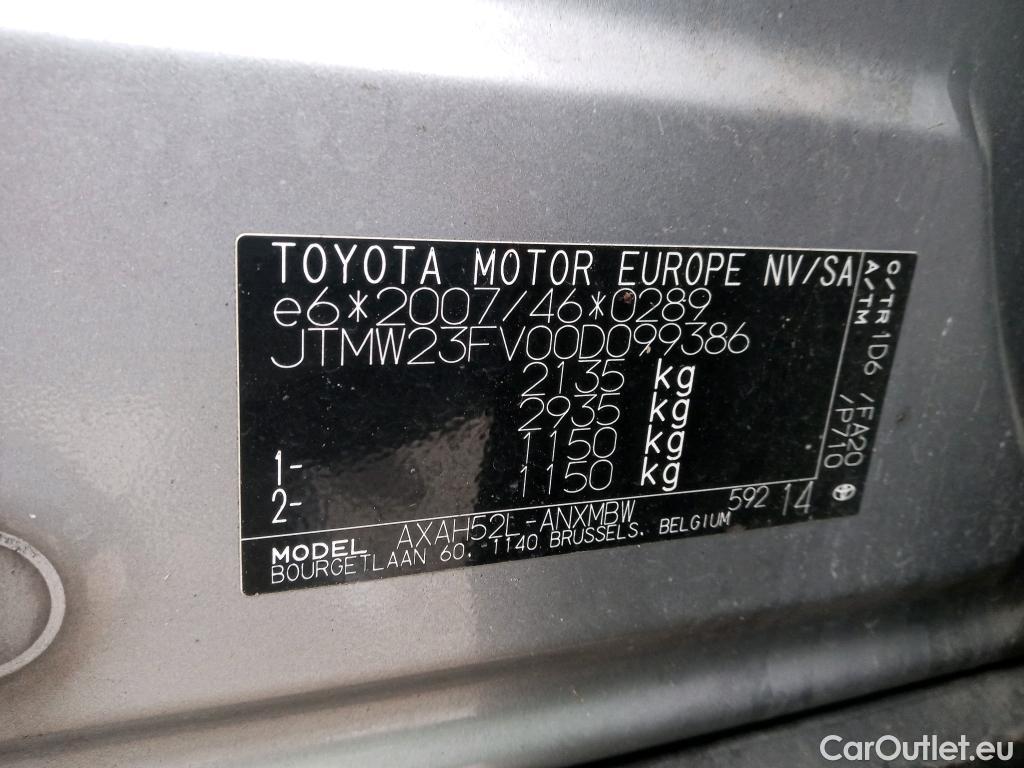 TOYOTA MOTOR EUROPE NV/SA
e6*2007/46*0289
JTMW23FV00D099386
2135 kg
2935 kg
1- 1150 kg
2- 1150 kg
MODEL AXAH52L-ANXMBW 592 14
BOURGETLAAN 60, -1140 BRUSSELS. BELGIUM
C/TR 1D6 /FA20
A/TM /P710
CarOutlet.eu